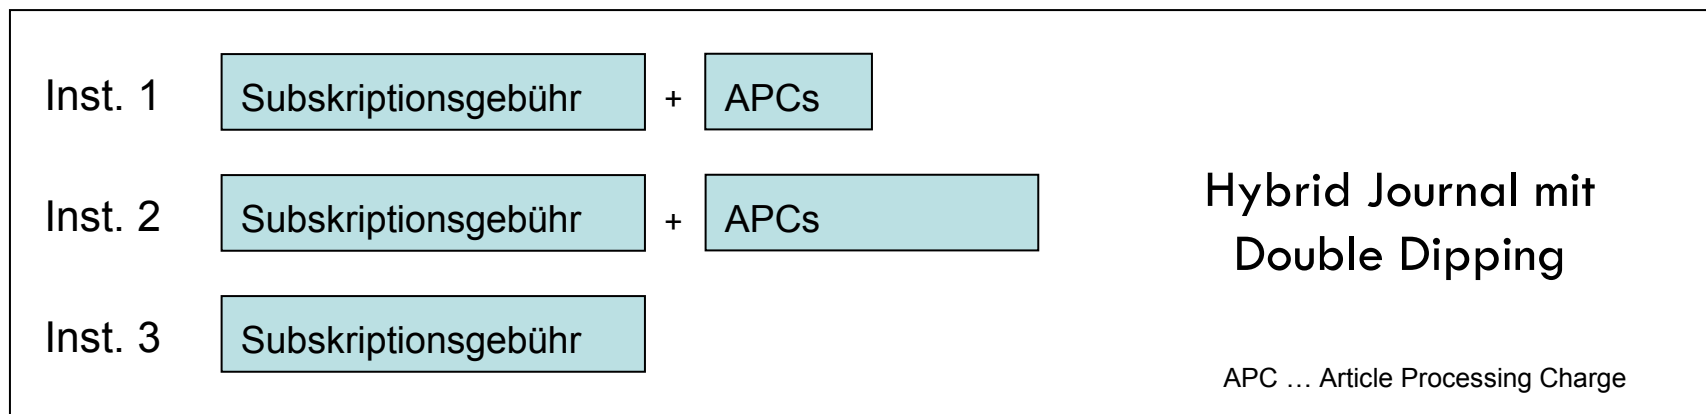 Inst. 1 Subskriptionsgebühr + APCs
Inst. 2 Subskriptionsgebühr + APCs
Inst. 3 Subskriptionsgebühr
Hybrid Journal mit
Double Dipping
APC … Article Processing Charge